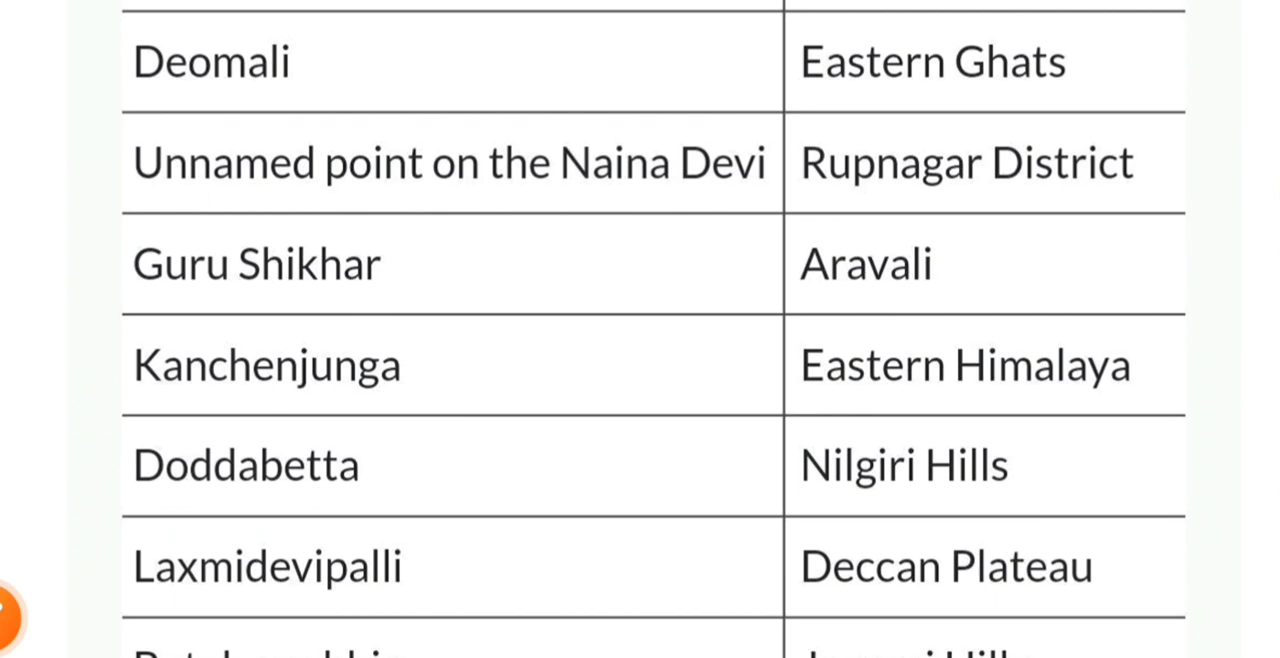 Deomali
Eastern Ghats
Unnamed point on the Naina Devi
Rupnagar District
Guru Shikhar
Aravali
Kanchenjunga
Eastern Himalaya
Doddabetta
Nilgiri Hills
Laxmidevipalli
Deccan Plateau